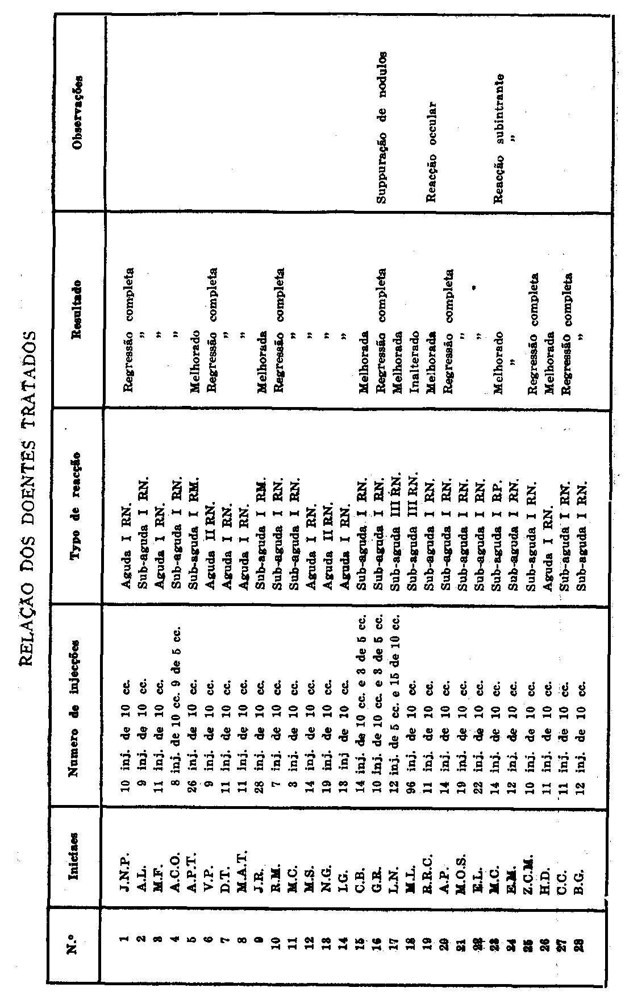 RELAÇÃO DOS DOENTES TRATADOS
N.º Iniciaes Numero de injecções Typo de reacção Resultado Observações
1 J.N.P. 10 inj. de 10 cc. Aguda I RN. Regressão completa
2 A.L. 9 inj. de 10 cc. Sub-aguda I RN. "
3 M.F. 11 inj. de 10 cc. Aguda I RN. "
4 A.C.O. 8 inj. de 10 cc. 9 de 5 cc. Sub-aguda I RN. "
5 A.P.T. 26 inj. de 10 cc. Sub-aguda I RM. Melhorado
6 V.P. 9 inj. de 10 cc. Aguda II RN. Regressão completa
7 D.T. 11 inj. de 10 cc. Aguda I RN. "
8 M.A.T. 11 inj. de 10 cc. Aguda I RN. "
9 J.R. 28 inj. de 10 cc. Sub-aguda I RM. Melhorada
10 R.M. 7 inj. de 10 cc. Sub-aguda I RN. Regressão completa
11 M.C. 3 inj. de 10 cc. Sub-aguda I RN. "
12 M.S. 14 inj. de 10 cc. Aguda I RN. "
13 N.G. 19 inj. de 10 cc. Aguda II RN. "
14 I.G. 13 inj de 10 cc. Aguda I RN. "
15 C.B. 14 inj. de 10 cc. e 3 de 5 cc. Sub-aguda I RN. Melhorada
16 G.R. 10 inj. de 10 cc. e 3 de 5 cc. Sub-aguda I RN. Regressão completa Suppuração de nodulos
17 L.N. 12 inj. de 5 cc. e 15 de 10 cc. Sub-aguda III RN. Melhorada
18 M.L. 96 inj. de 10 cc. Sub-aguda III RN. Inalterado
19 R.R.C. 11 inj. de 10 cc. Sub-aguda I RN. Melhorada Reacção occular
20 A.P. 14 inj. de 10 cc. Sub-aguda I RN. Regressão completa
21 M.O.S. 19 inj. de 10 cc. Sub-aguda I RN. "
22 E.L. 22 inj. de 10 cc. Sub-aguda I RN. "
23 M.C. 14 inj. de 10 cc. Sub-aguda I RP. Melhorado Reacção subintrante
24 E.M. 12 inj. de 10 cc. Sub-aguda I RN. " "
25 Z.C.M. 10 inj. de 10 cc. Sub-aguda I RN. Regressão completa
26 H.D. 11 inj. de 10 cc. Aguda I RN. Melhorada
27 C.C. 11 inj. de 10 cc. Sub-aguda I RN. Regressão completa
28 B.G. 12 inj. de 10 cc. Sub-aguda I RN. "